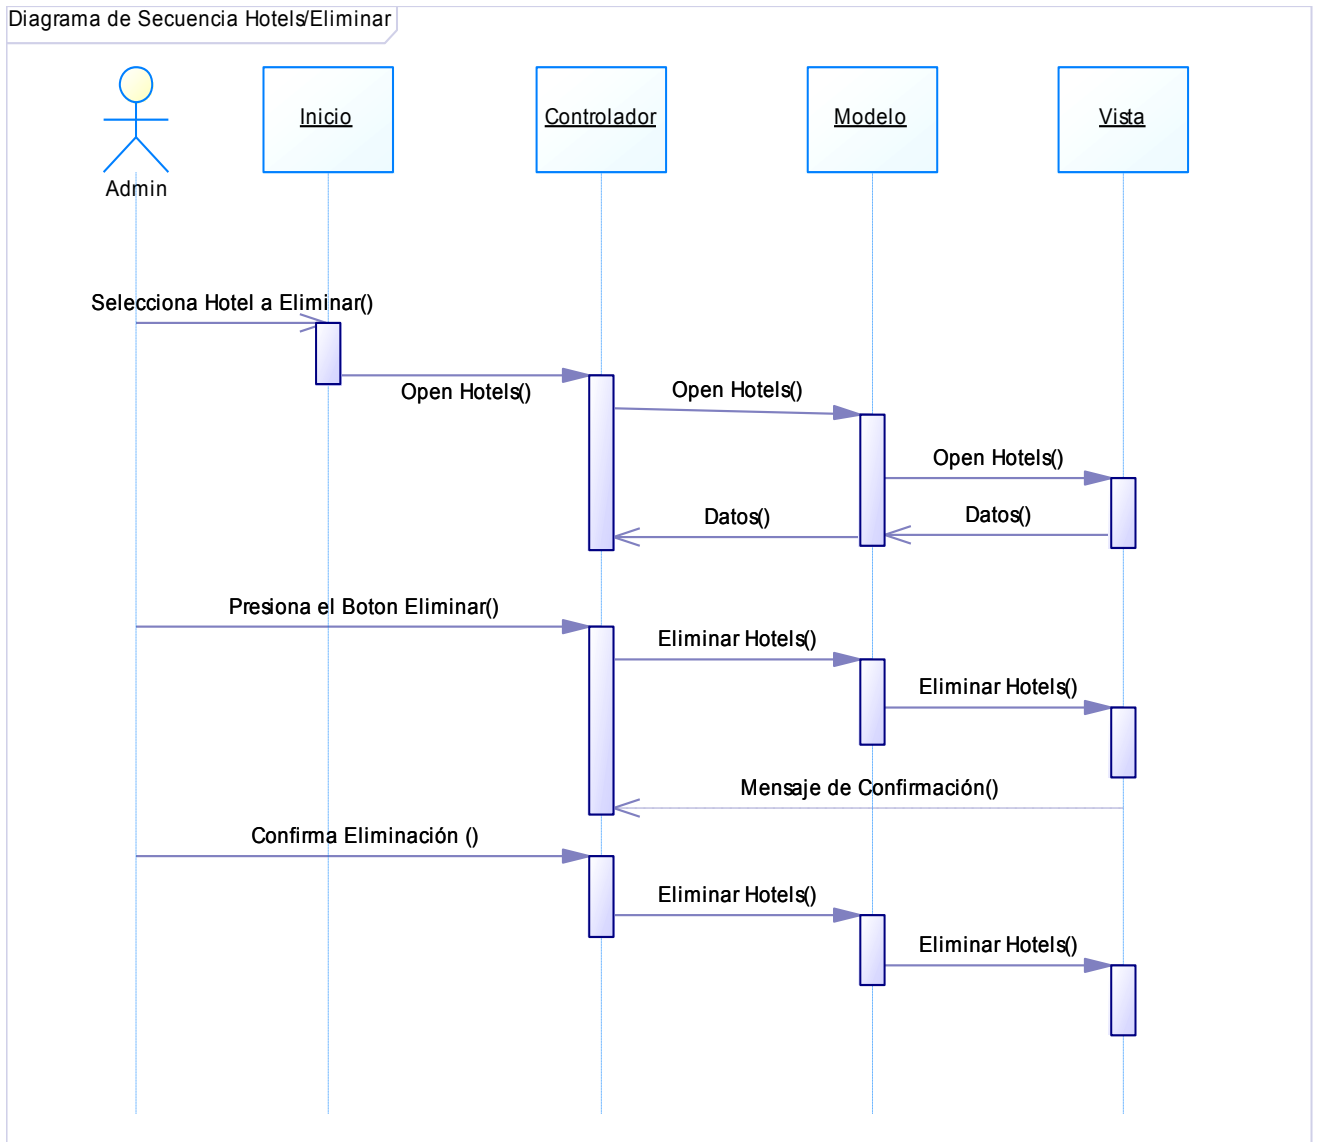 Diagrama de Secuencia Hotels/Eliminar
Inicio
Controlador
Modelo
Vista
Admin
Selecciona Hotel a Eliminar()
Open Hotels()
Open Hotels()
Open Hotels()
Datos()
Datos()
Presiona el Boton Eliminar()
Eliminar Hotels()
Eliminar Hotels()
Mensaje de Confirmación()
Confirma Eliminación ()
Eliminar Hotels()
Eliminar Hotels()